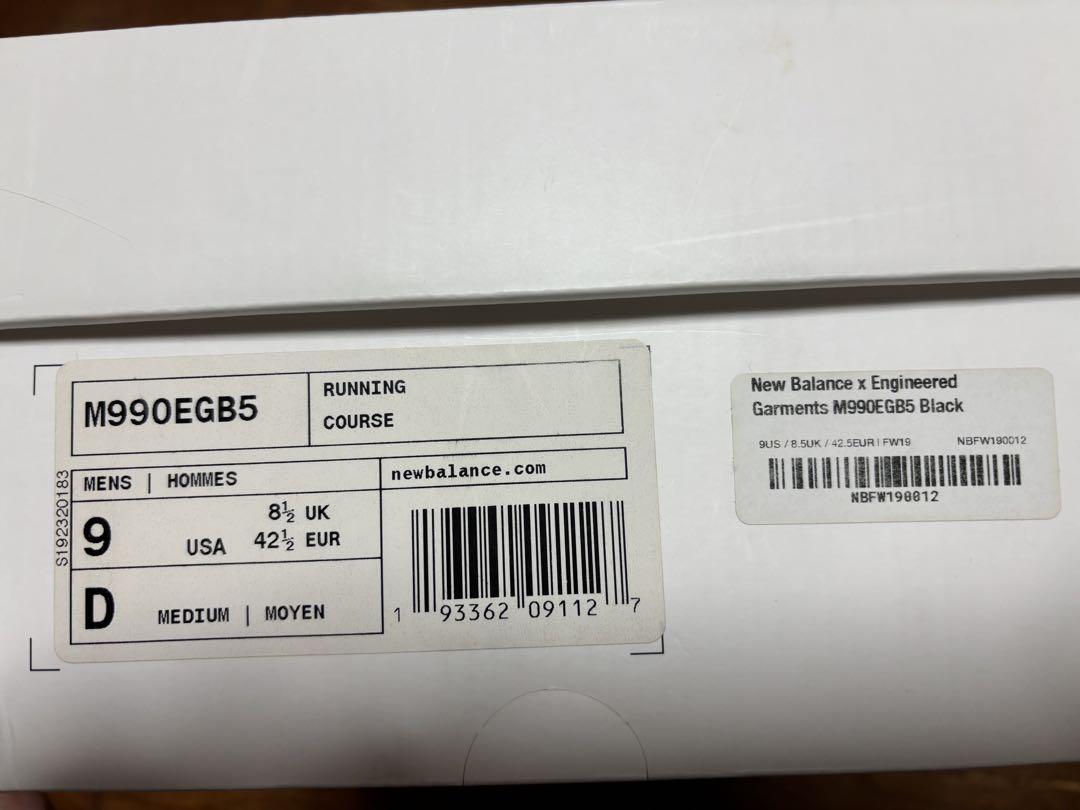 M990EGB5
RUNNING
COURSE
MENS | HOMMES
newbalance.com
9 USA 8½ UK
42½ EUR
D MEDIUM | MOYEN
1 93362 09112 7
S192320183
New Balance x Engineered
Garments M990EGB5 Black
9US / 8.5UK / 42.5EUR | FW19 NBFW190012
NBFW190012